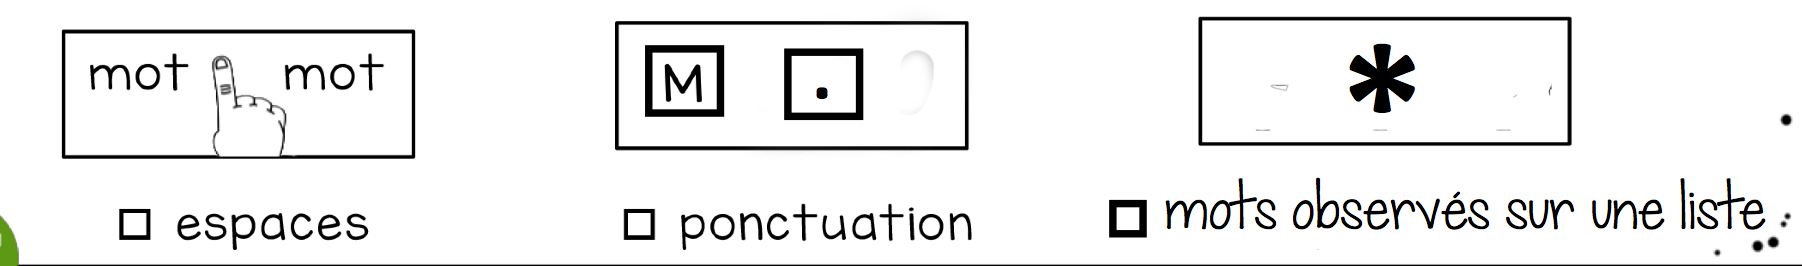 mot mot
M .
*
espaces
ponctuation
mots observés sur une liste